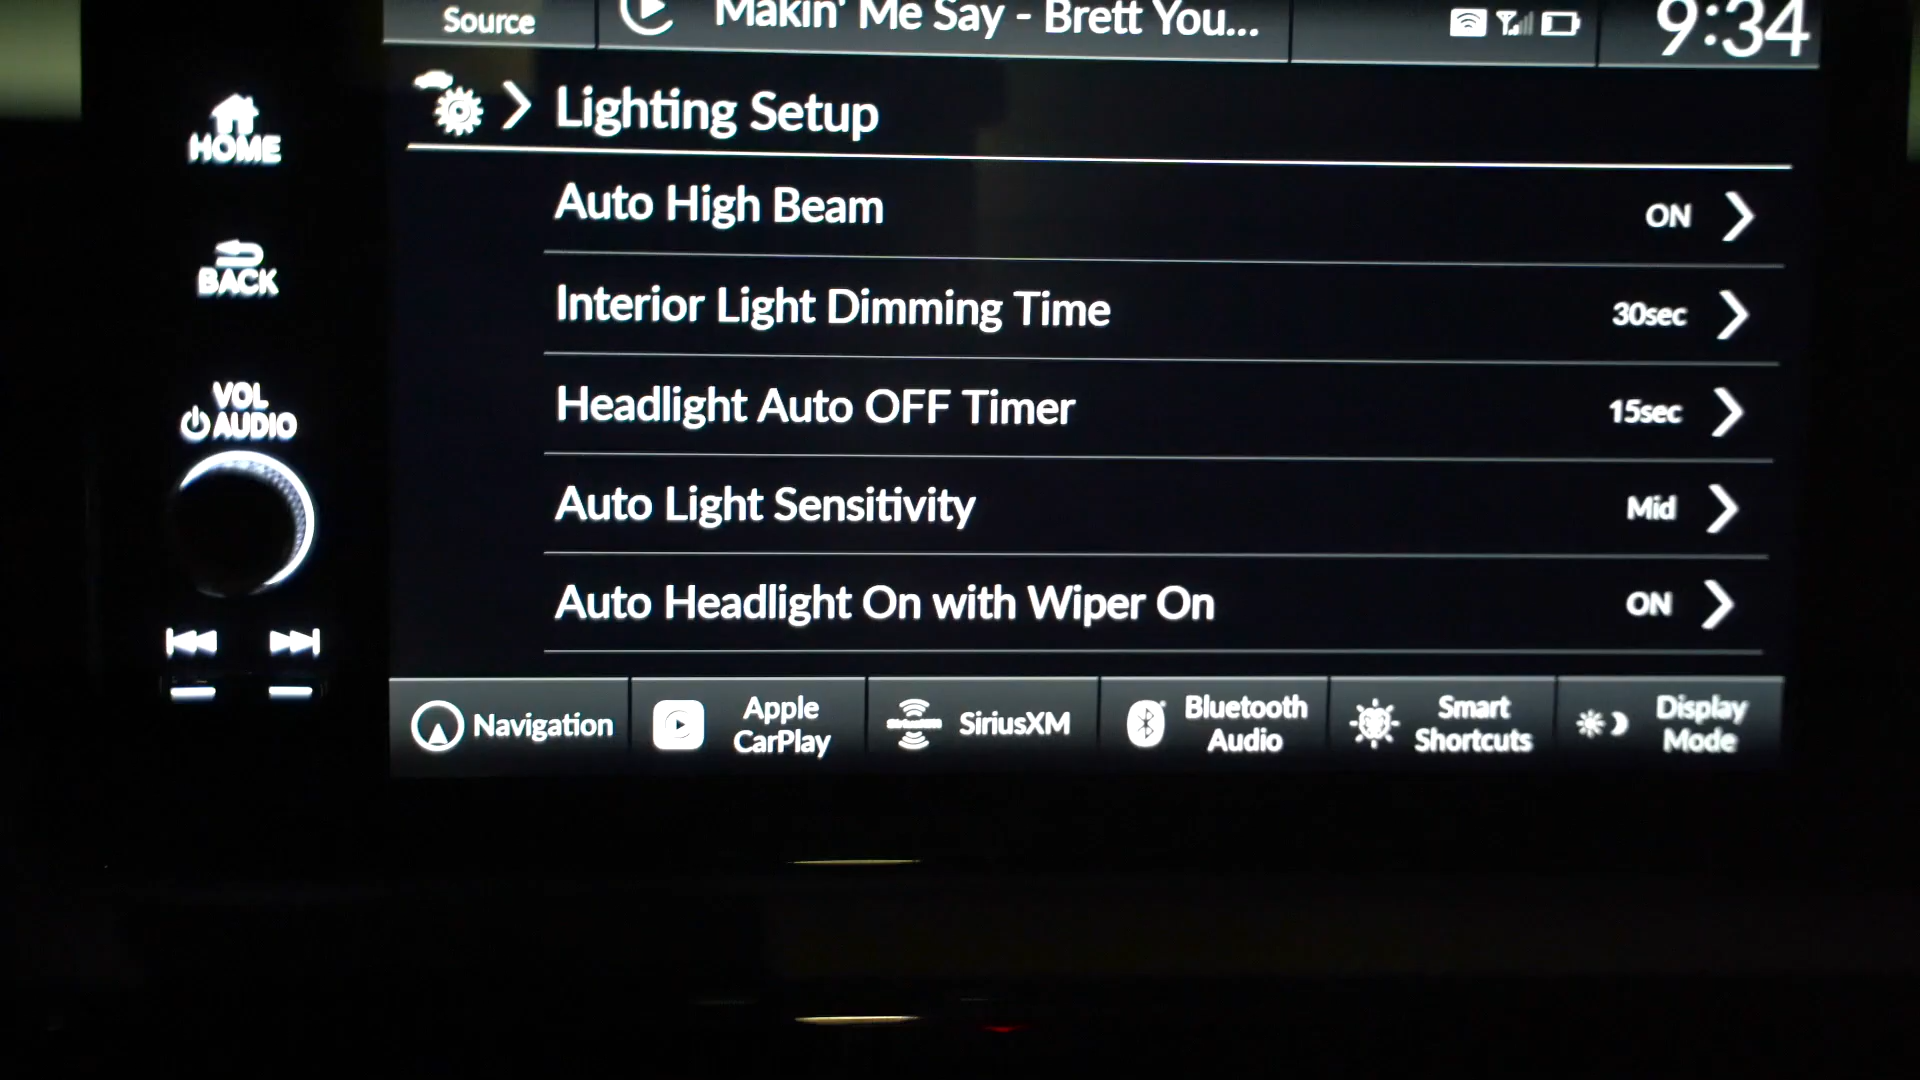 Source
Makin' Me Say - Brett You...
9:34
HOME
BACK
VOL
AUDIO
Lighting Setup
Auto High Beam
ON
Interior Light Dimming Time
30sec
Headlight Auto OFF Timer
15sec
Auto Light Sensitivity
Mid
Auto Headlight On with Wiper On
ON
Navigation
Apple
CarPlay
SiriusXM
Bluetooth
Audio
Smart
Shortcuts
Display
Mode